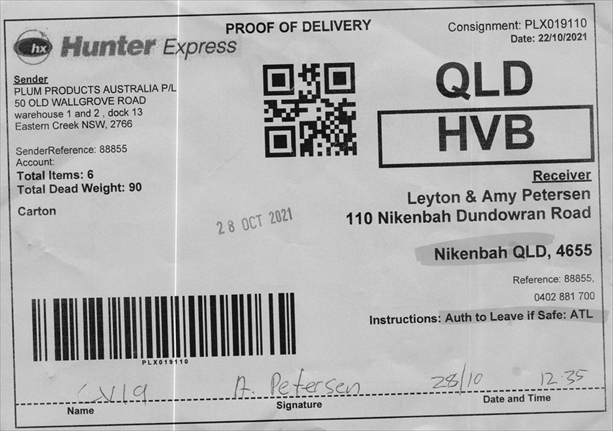 PROOF OF DELIVERY
Consignment: PLX019110
Date: 22/10/2021
hx Hunter Express
Sender
PLUM PRODUCTS AUSTRALIA P/L
50 OLD WALLGROVE ROAD
warehouse 1 and 2 , dock 13
Eastern Creek NSW, 2766
SenderReference: 88855
Account:
Total Items: 6
Total Dead Weight: 90
Carton
QLD
HVB
Receiver
Leyton & Amy Petersen
110 Nikenbah Dundowran Road
Nikenbah QLD, 4655
Reference: 88855,
0402 881 700
Instructions: Auth to Leave if Safe: ATL
28 OCT 2021
PLX019110
A. Petersen 28/10 12.35
Name Signature Date and Time